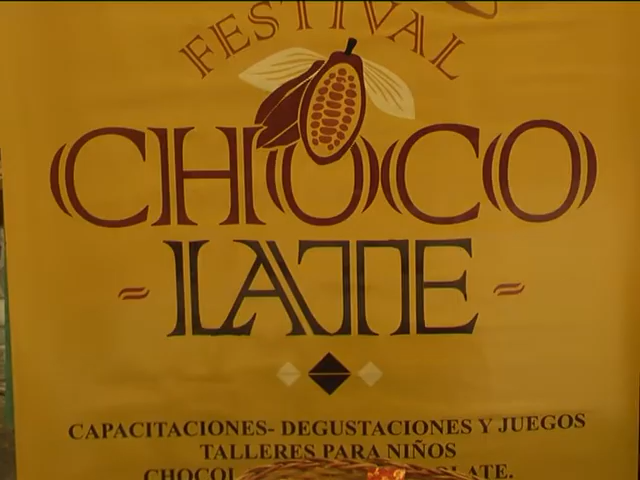 FESTIVAL
CHOCO
-LATE-
CAPACITACIONES- DEGUSTACIONES Y JUEGOS
TALLERES PARA NIÑOS